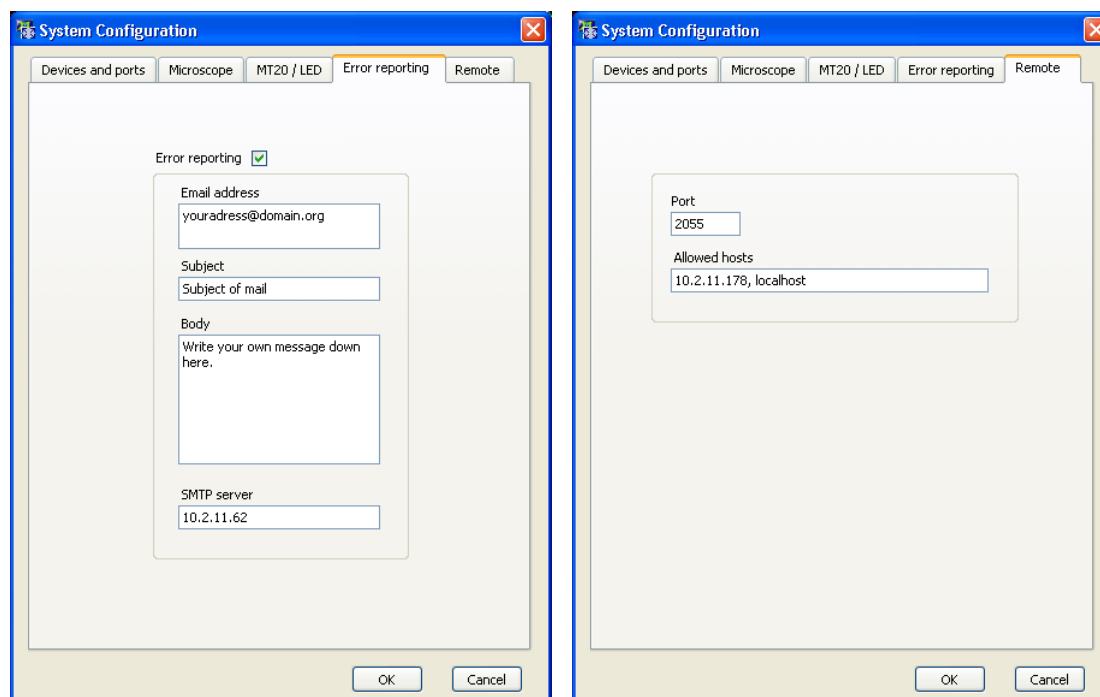 System Configuration
Devices and ports Microscope MT20 / LED Error reporting Remote
Error reporting
Email address
youradress@domain.org
Subject
Subject of mail
Body
Write your own message down
here.
SMTP server
10.2.11.62
OK Cancel
System Configuration
Devices and ports Microscope MT20 / LED Error reporting Remote
Port
2055
Allowed hosts
10.2.11.178, localhost
OK Cancel